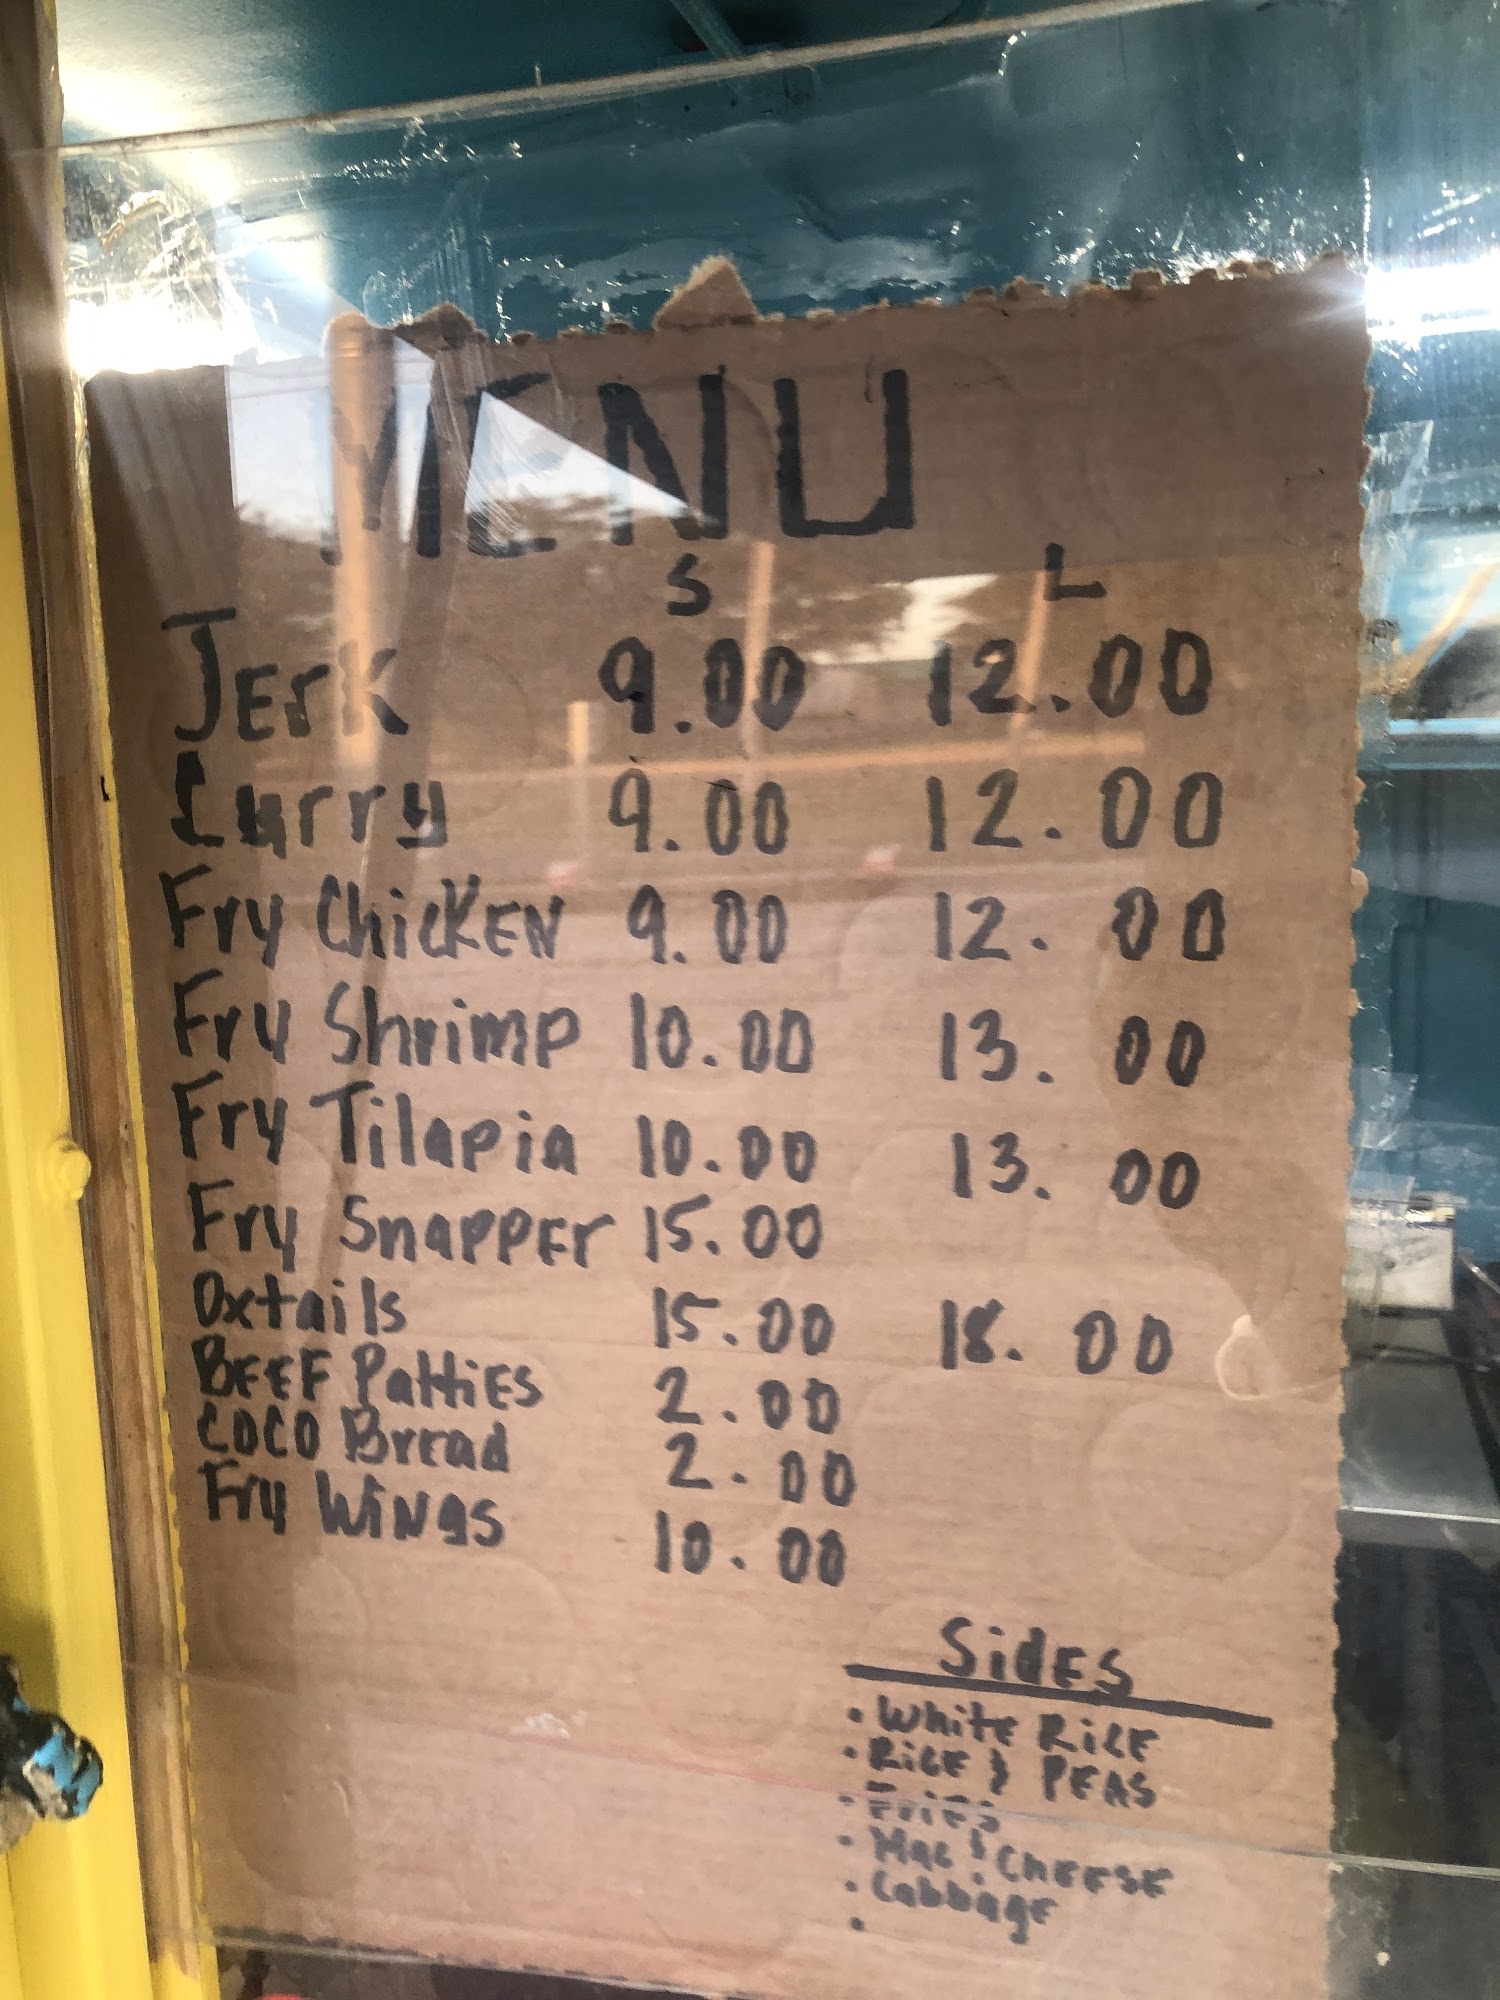 MENU
S L
Jerk 9.00 12.00
Curry 9.00 12.00
Fry Chicken 9.00 12.00
Fry Shrimp 10.00 13.00
Fry Tilapia 10.00 13.00
Fry Snapper 15.00
Oxtails 15.00 18.00
Beef Patties 2.00
Coco Bread 2.00
Fry Wings 10.00
Sides
• White Rice
• Rice & Peas
• Fries
• Mac & Cheese
• Cabbage
•